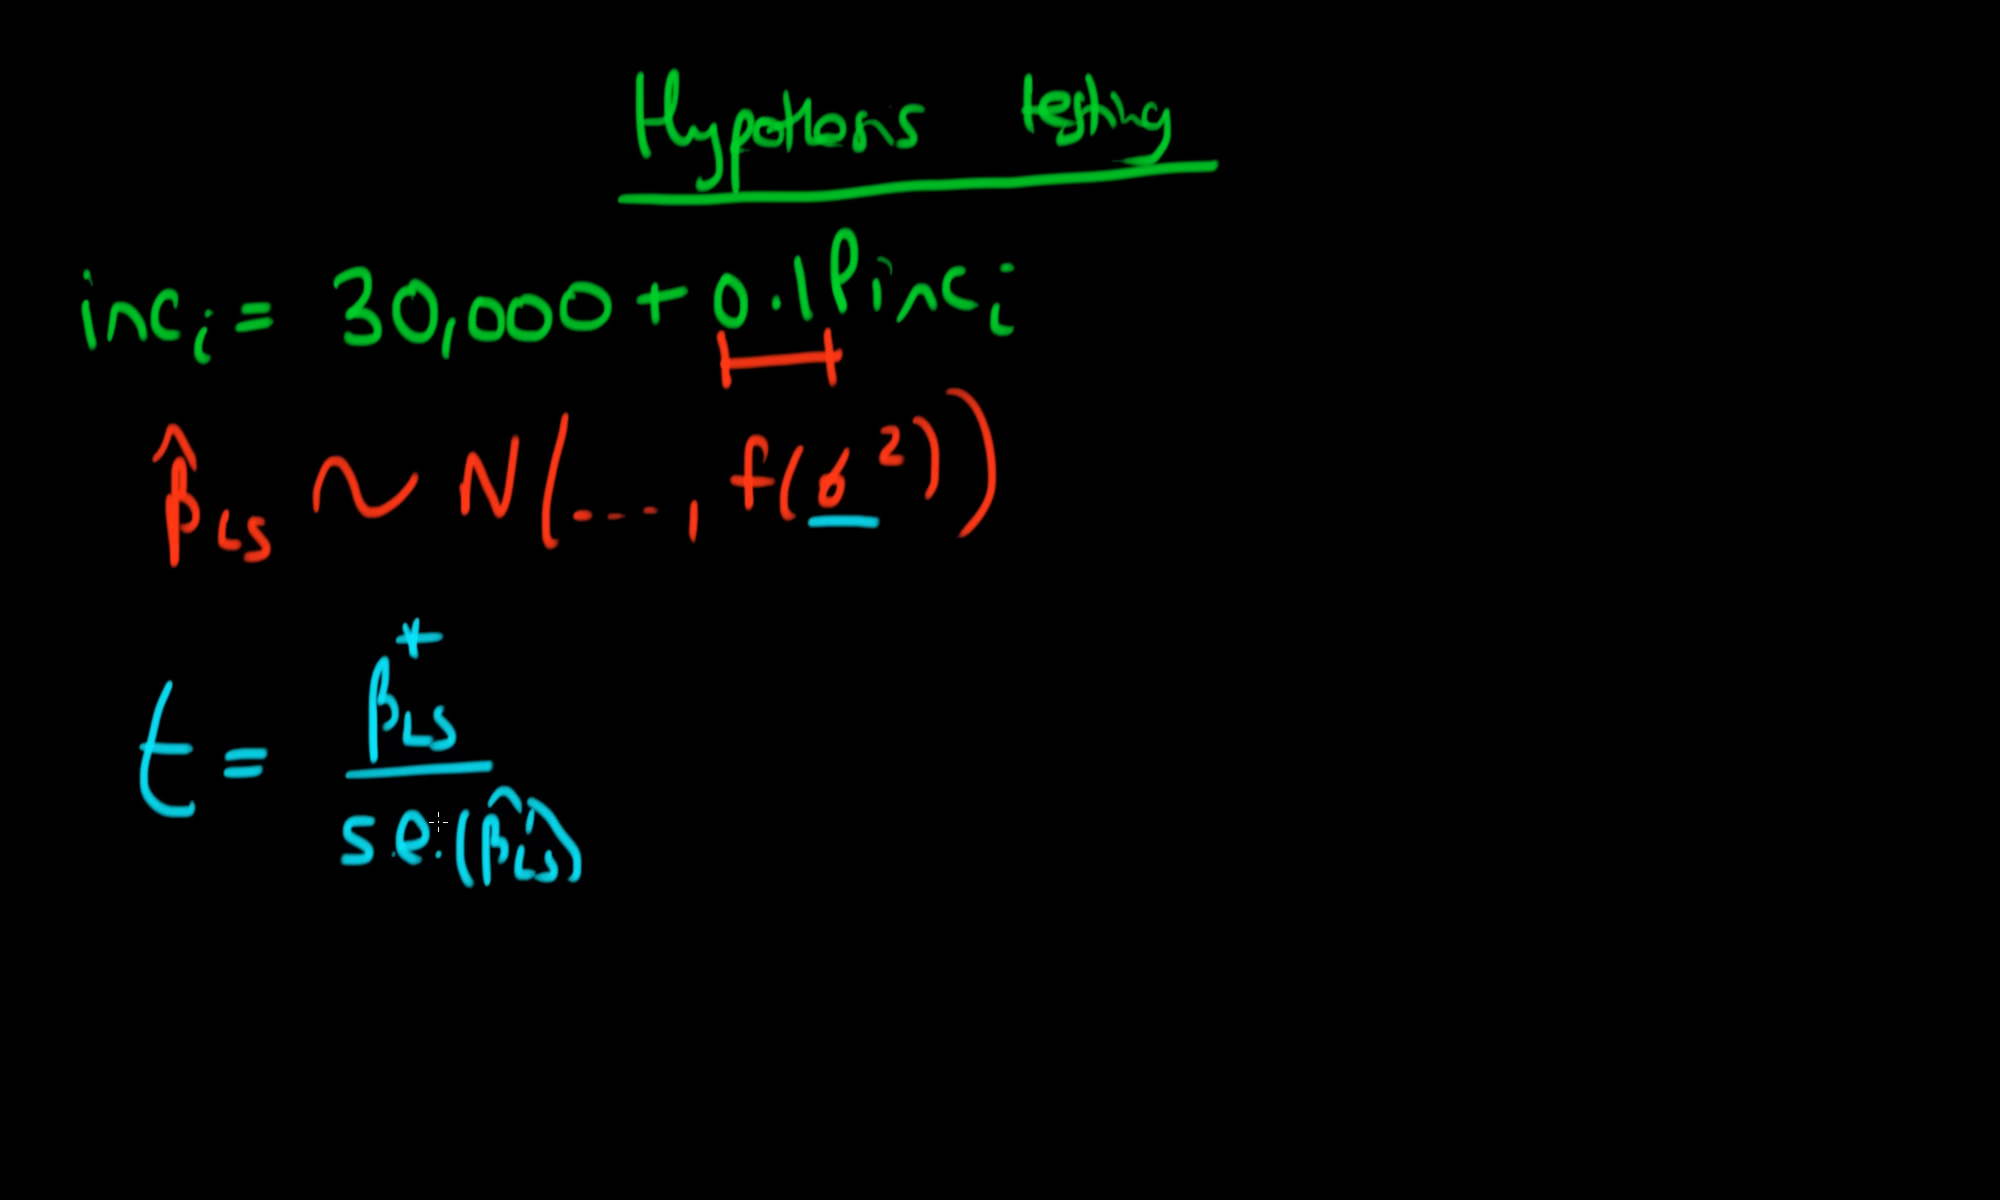 Hypothesis testing
inc_i = 30,000 + 0.1 Pinc_i
β̂_LS ~ N(...., f(σ²))
t = β*_LS / s.e.(β̂_LS)